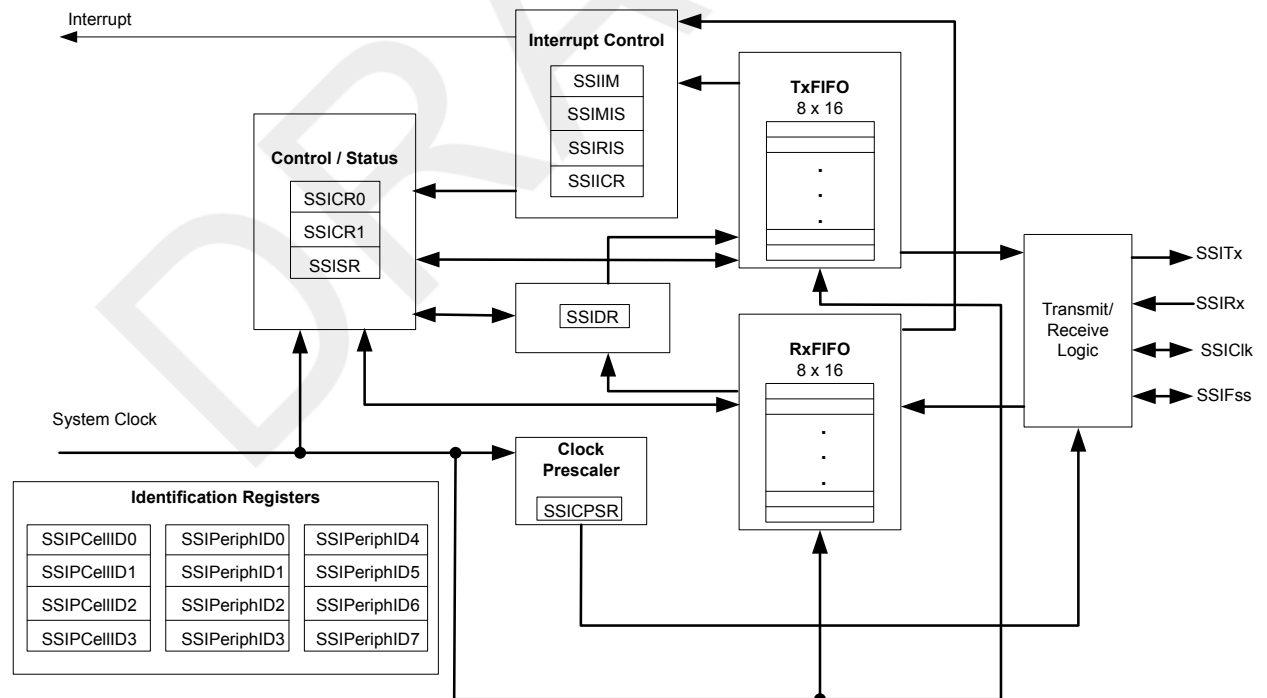 Interrupt
Interrupt Control
SSIIM
SSIMIS
SSIRIS
SSIICR
TxFIFO
8 x 16
Control / Status
SSICR0
SSICR1
SSISR
SSIDR
RxFIFO
8 x 16
Transmit/
Receive
Logic
SSITx
SSIRx
SSIClk
SSIFss
System Clock
Clock
Prescaler
SSICPSR
Identification Registers
SSIPCellID0
SSIPeriphID0
SSIPeriphID4
SSIPCellID1
SSIPeriphID1
SSIPeriphID5
SSIPCellID2
SSIPeriphID2
SSIPeriphID6
SSIPCellID3
SSIPeriphID3
SSIPeriphID7
DRA